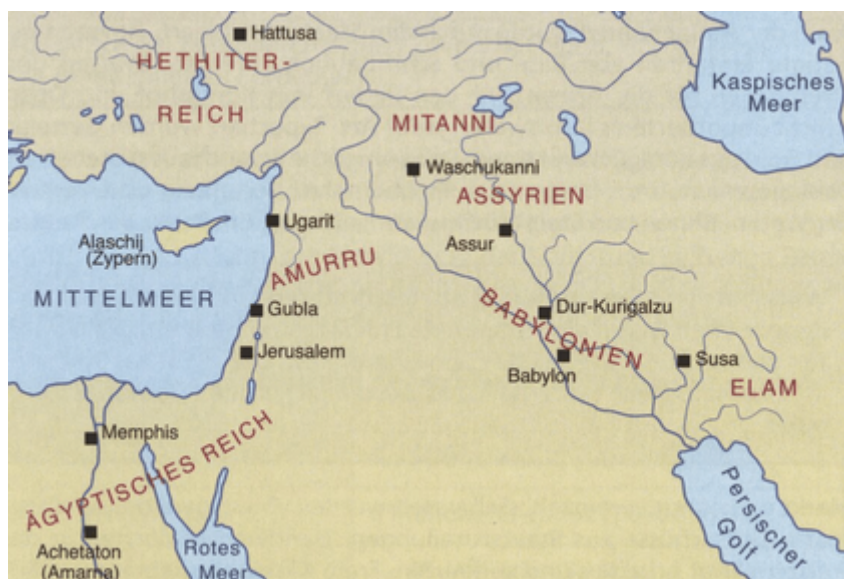 Hattusa
HETHITER-
REICH
Kaspisches
Meer
MITANNI
Waschukanni
ASSYRIEN
Ugarit
Assur
Alaschij
(Zypern)
AMURRU
MITTELMEER
Gubla
Dur-Kurigalzu
BABYLONIEN
Jerusalem
Babylon
Susa
ELAM
Memphis
ÄGYPTISCHES REICH
Persischer
Golf
Achetaton
(Amarna)
Rotes
Meer